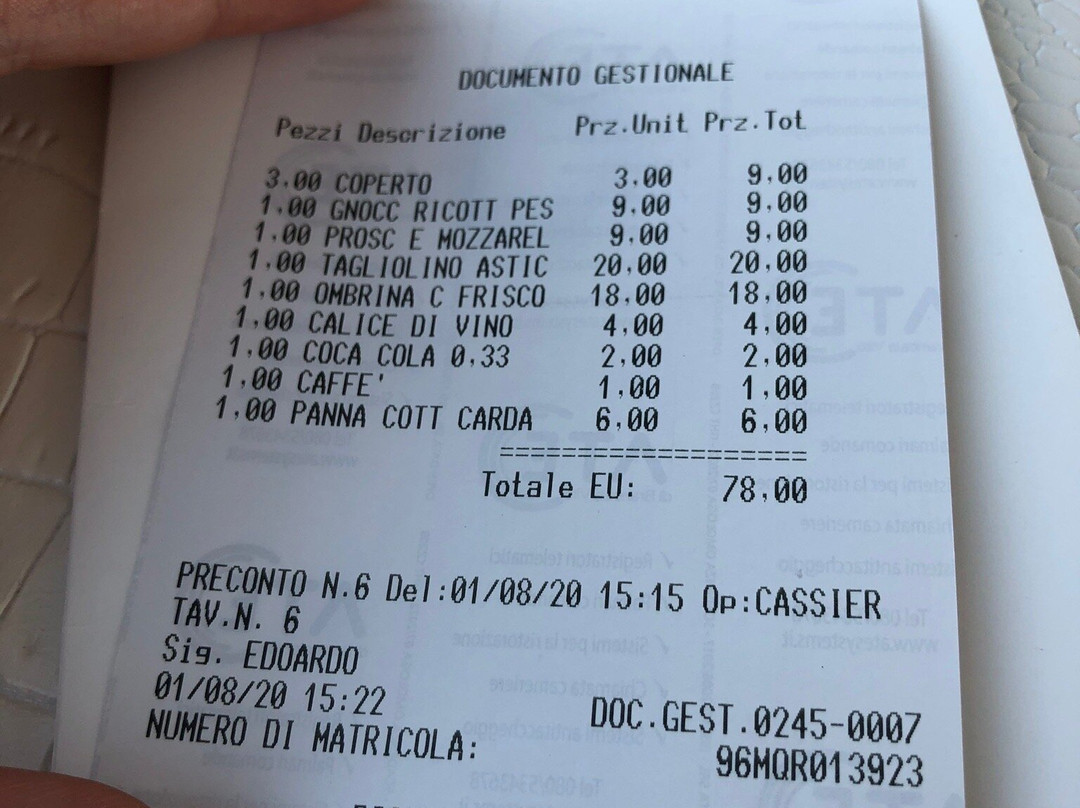 DOCUMENTO GESTIONALE
Pezzi Descrizione Prz.Unit Prz.Tot
3,00 COPERTO 3,00 9,00
1,00 GNOCC RICOTT PES 9,00 9,00
1,00 PROSC E MOZZAREL 9,00 9,00
1,00 TAGLIOLINO ASTIC 20,00 20,00
1,00 OMBRINA C FRISCO 18,00 18,00
1,00 CALICE DI VINO 4,00 4,00
1,00 COCA COLA 0,33 2,00 2,00
1,00 CAFFE' 1,00 1,00
1,00 PANNA COTT CARDA 6,00 6,00
====================
Totale EU: 78,00
PRECONTO N.6 Del:01/08/20 15:15 Op:CASSIER
TAV.N. 6
Sig. EDOARDO
01/08/20 15:22
DOC.GEST.0245-0007
NUMERO DI MATRICOLA: 96MQR013923